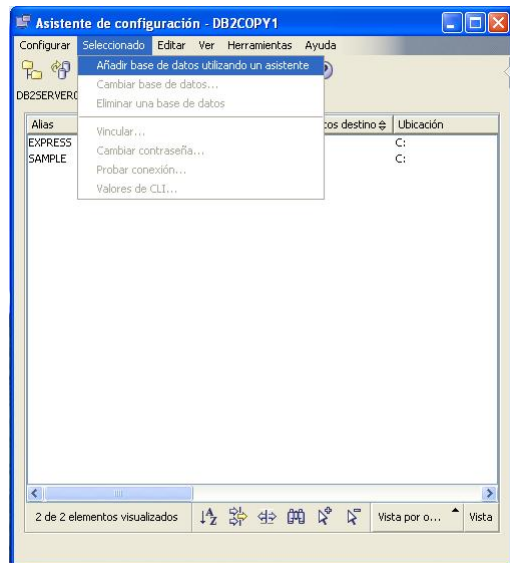 Asistente de configuración - DB2COPY1
Configurar Seleccionado Editar Ver Herramientas Ayuda
Añadir base de datos utilizando un asistente
Cambiar base de datos...
Eliminar una base de datos
Vincular...
Cambiar contraseña...
Probar conexión...
Valores de CLI...
Alias destino Ubicación
EXPRESS C:
SAMPLE C:
2 de 2 elementos visualizados Vista por o... Vista